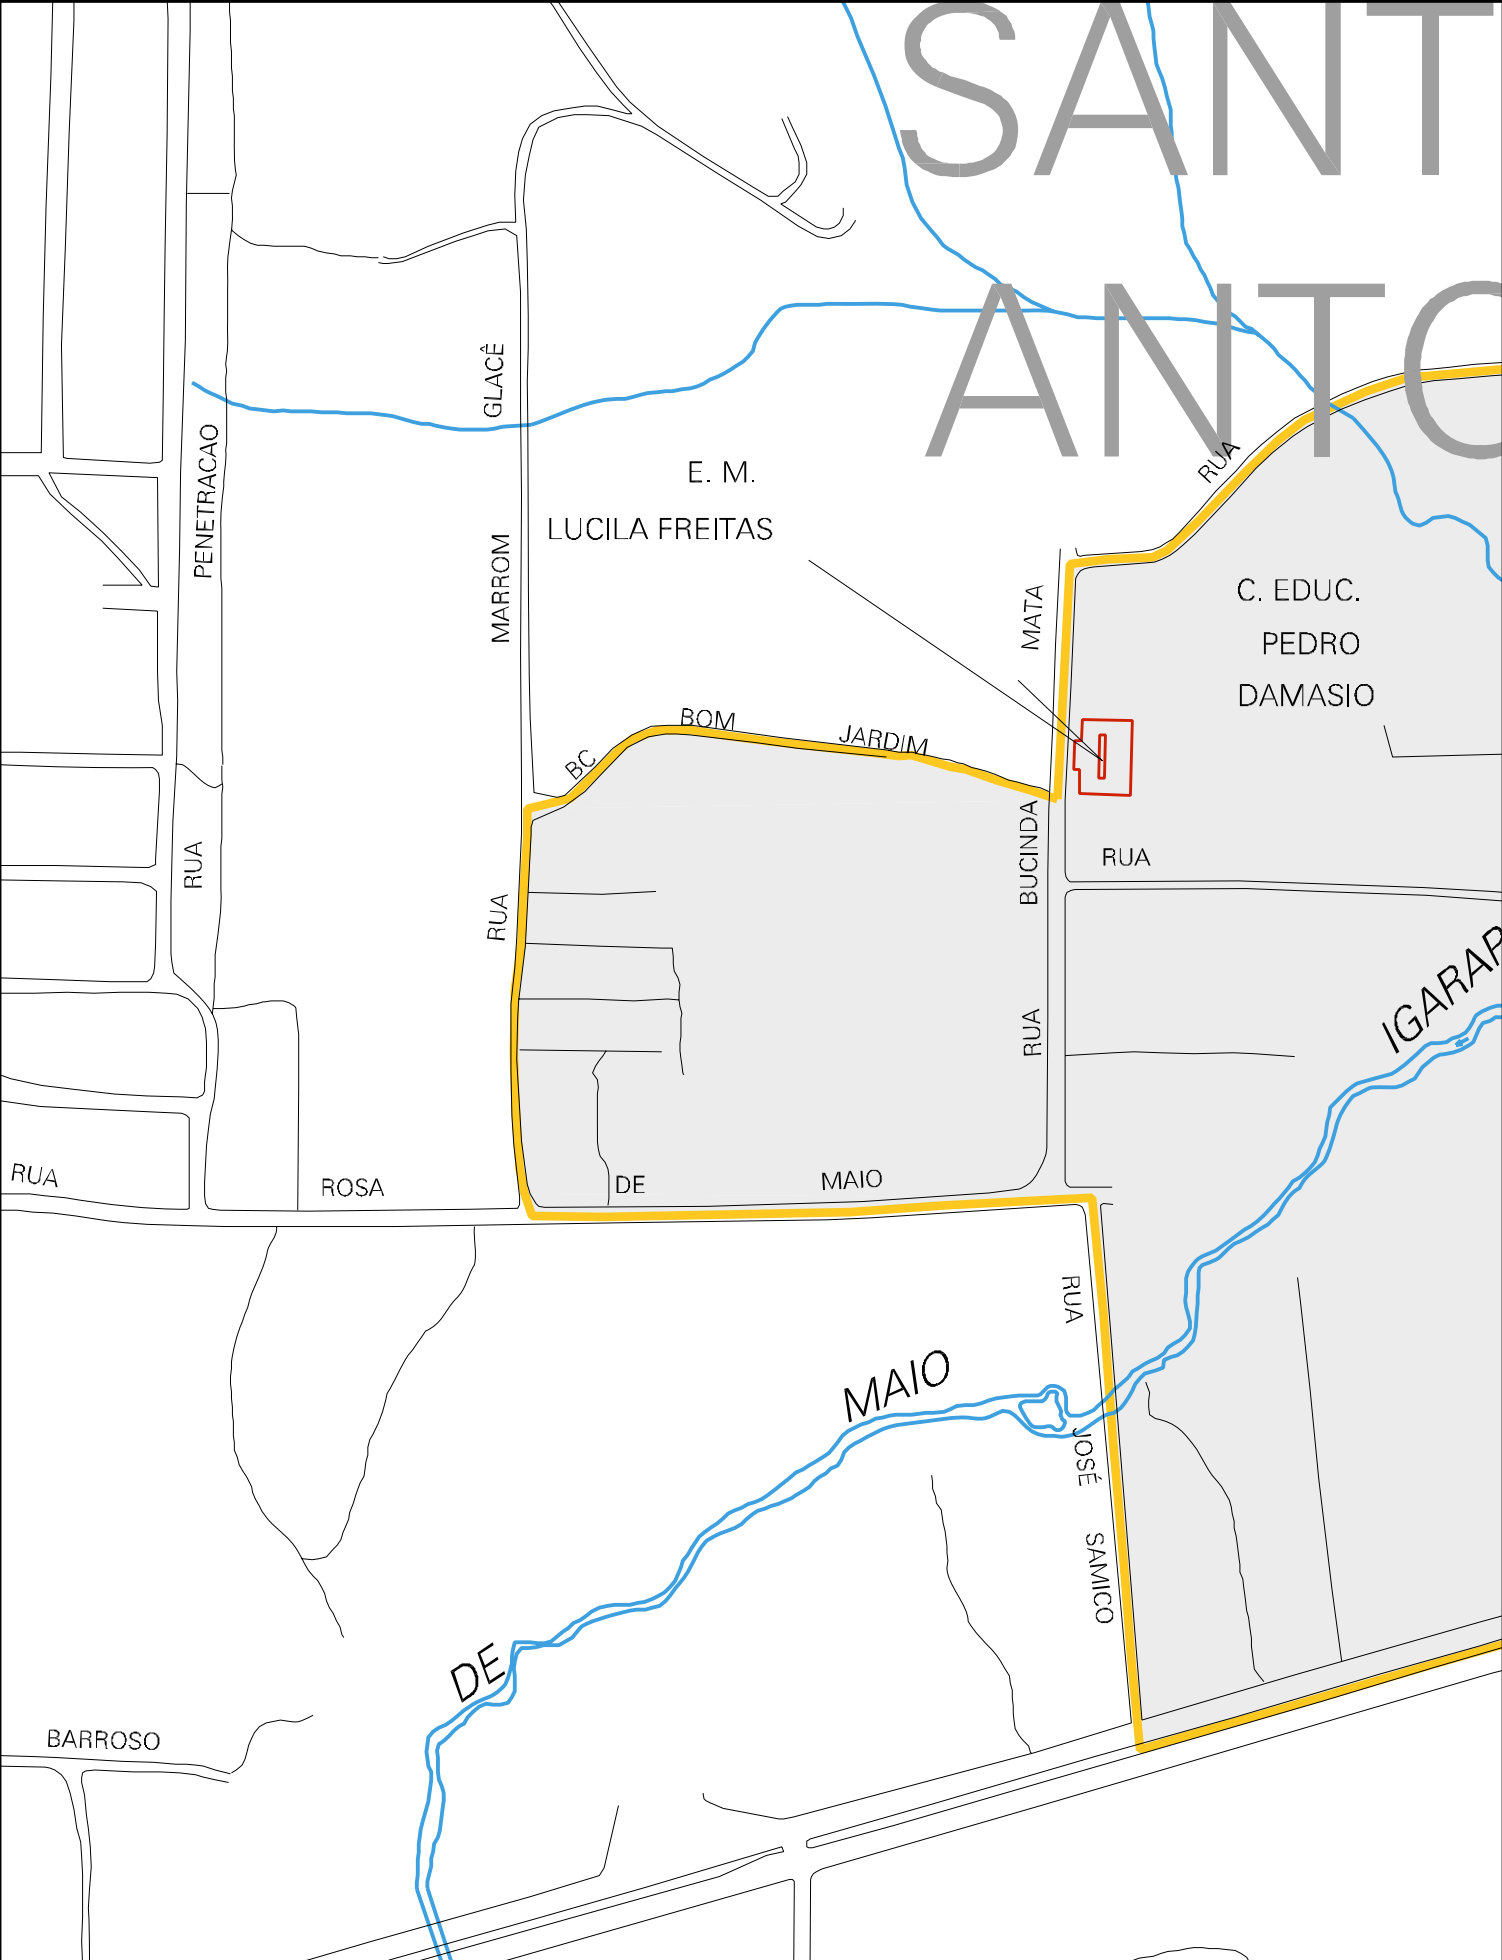 SANT
ANTO
GLACÊ
MARROM
RUA
PENETRACAO
RUA
E. M.
LUCILA FREITAS
RUA
MATA
BUCINDA
RUA
C. EDUC.
PEDRO
DAMASIO
BC
BOM
JARDIM
RUA
IGARAP
RUA
ROSA
DE
MAIO
RUA
JOSÉ
SAMICO
MAIO
DE
BARROSO